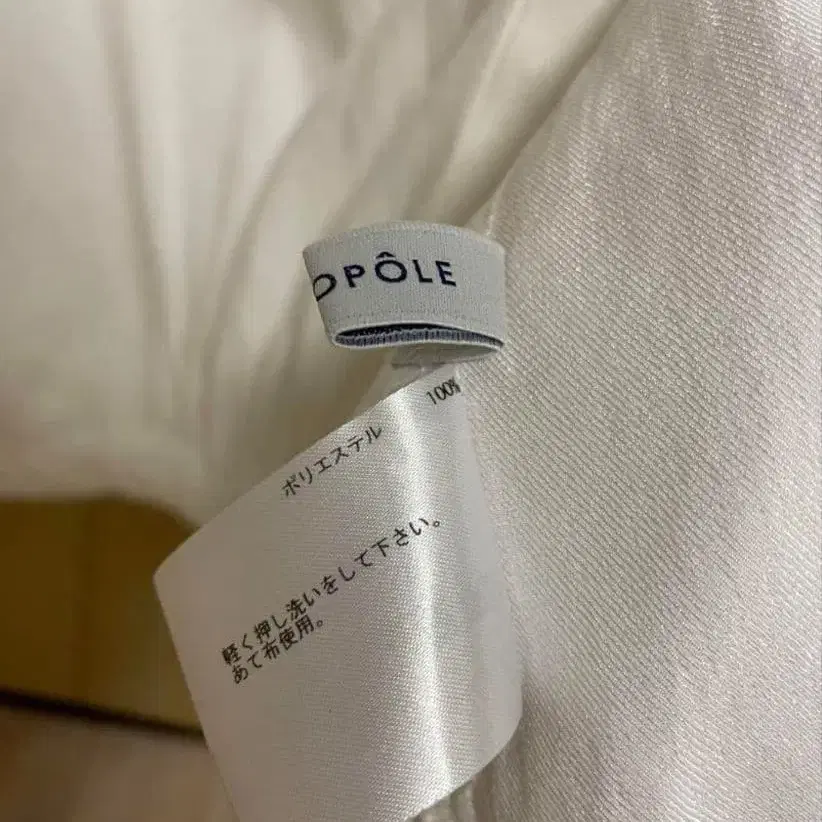 OPÔLE
ポリエステル 100%
軽く押し洗いをして下さい。
あて布使用。